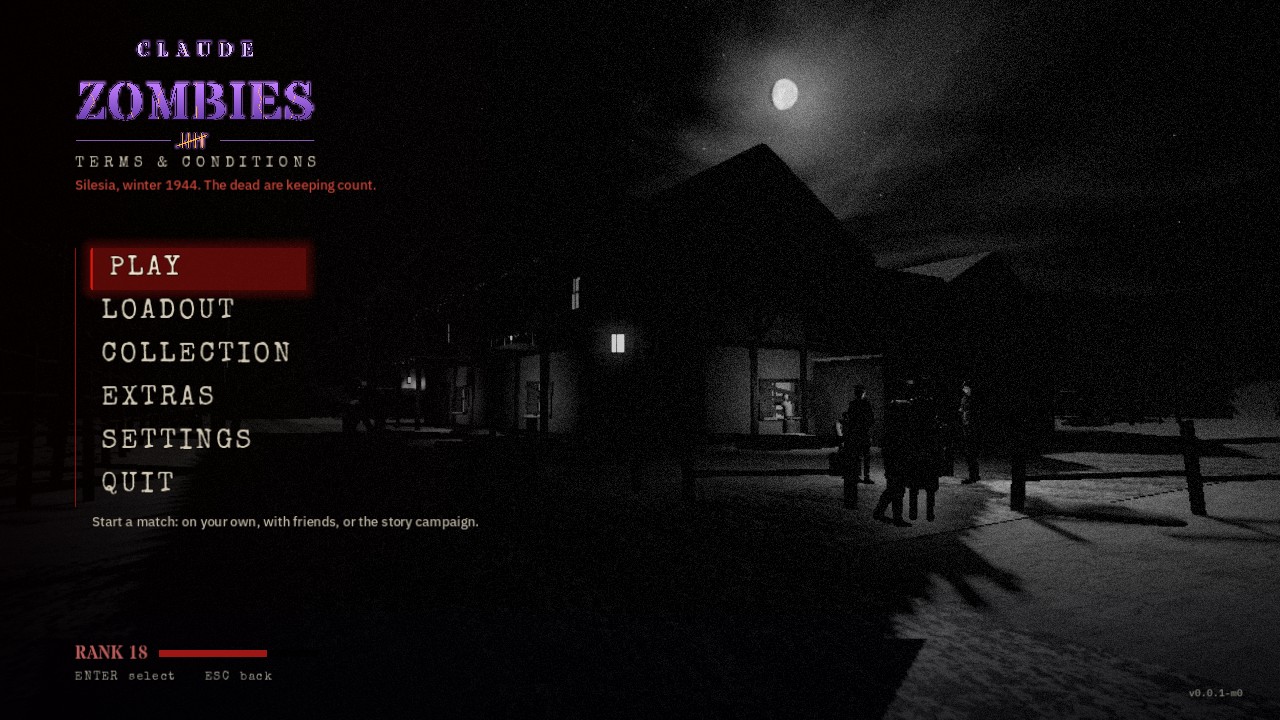 CLAUDE
ZOMBIES
TERMS & CONDITIONS
Silesia, winter 1944. The dead are keeping count.
PLAY
LOADOUT
COLLECTION
EXTRAS
SETTINGS
QUIT
Start a match: on your own, with friends, or the story campaign.
RANK 18
ENTER select ESC back
v0.0.1-m0